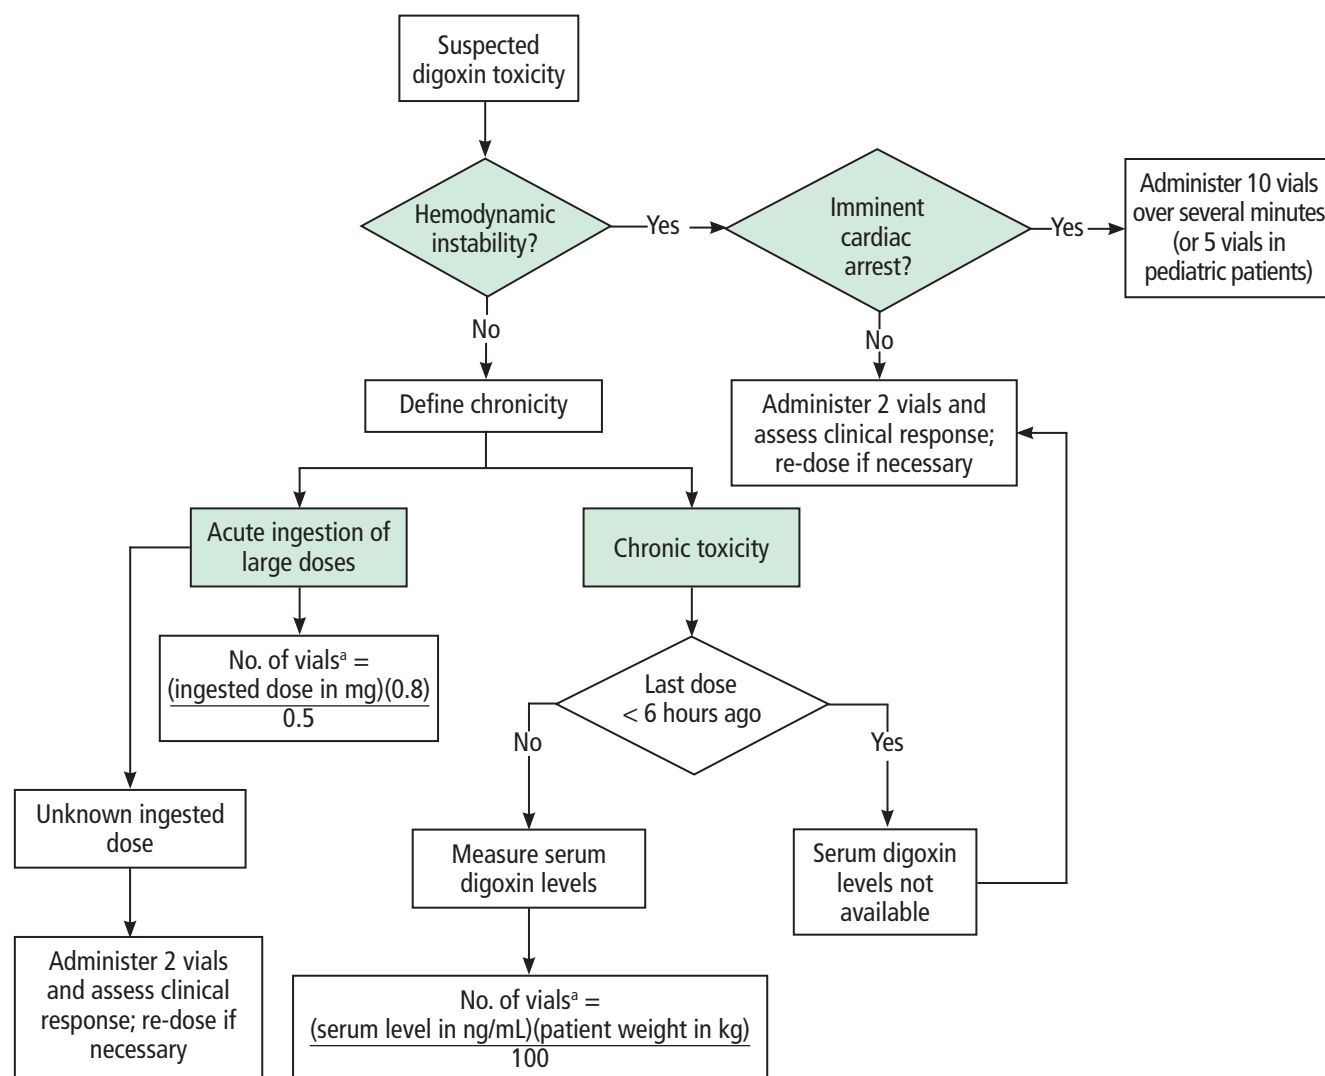 Suspected
digoxin toxicity
Hemodynamic
instability?
Yes
Imminent
cardiac
arrest?
Yes
Administer 10 vials
over several minutes
(or 5 vials in
pediatric patients)
No
No
Define chronicity
Administer 2 vials and
assess clinical response;
re-dose if necessary
Acute ingestion of
large doses
Chronic toxicity
No. of vialsᵃ =
(ingested dose in mg)(0.8)
0.5
Last dose
< 6 hours ago
No
Yes
Unknown ingested
dose
Measure serum
digoxin levels
Serum digoxin
levels not
available
Administer 2 vials
and assess clinical
response; re-dose if
necessary
No. of vialsᵃ =
(serum level in ng/mL)(patient weight in kg)
100